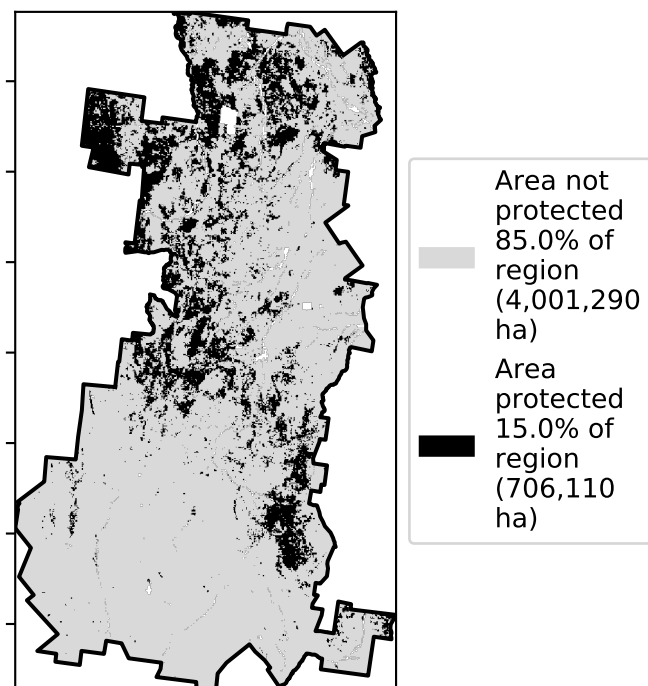 Area not
protected
85.0% of
region
(4,001,290
ha)
Area
protected
15.0% of
region
(706,110
ha)